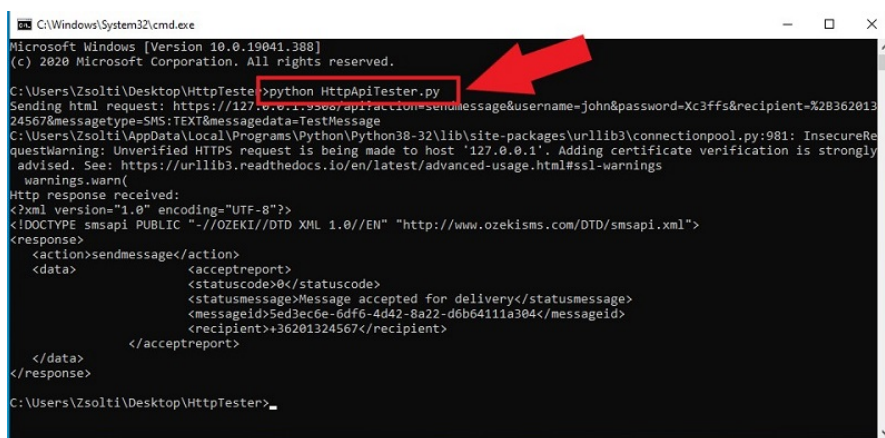 C:\Windows\System32\cmd.exe
Microsoft Windows [Version 10.0.19041.388]
(c) 2020 Microsoft Corporation. All rights reserved.
C:\Users\Zsolti\Desktop\HttpTester>python HttpApiTester.py
Sending html request: https://127.0.0.1:9508/api?action=sendmessage&username=john&password=Xc3ffs&recipient=%2B362013
24567&messagetype=SMS:TEXT&messagedata=TestMessage
C:\Users\Zsolti\AppData\Local\Programs\Python\Python38-32\lib\site-packages\urllib3\connectionpool.py:981: InsecureRe
questWarning: Unverified HTTPS request is being made to host '127.0.0.1'. Adding certificate verification is strongly
advised. See: https://urllib3.readthedocs.io/en/latest/advanced-usage.html#ssl-warnings
warnings.warn(
Http response received:
<?xml version="1.0" encoding="UTF-8"?>
<!DOCTYPE smsapi PUBLIC "-//OZEKI//DTD XML 1.0//EN" "http://www.ozekisms.com/DTD/smsapi.xml">
<response>
<action>sendmessage</action>
<data> <acceptreport>
<statuscode>0</statuscode>
<statusmessage>Message accepted for delivery</statusmessage>
<messageid>5ed3ec6e-6df6-4d42-8a22-d6b64111a304</messageid>
<recipient>+36201324567</recipient>
</acceptreport>
</data>
</response>
C:\Users\Zsolti\Desktop\HttpTester>